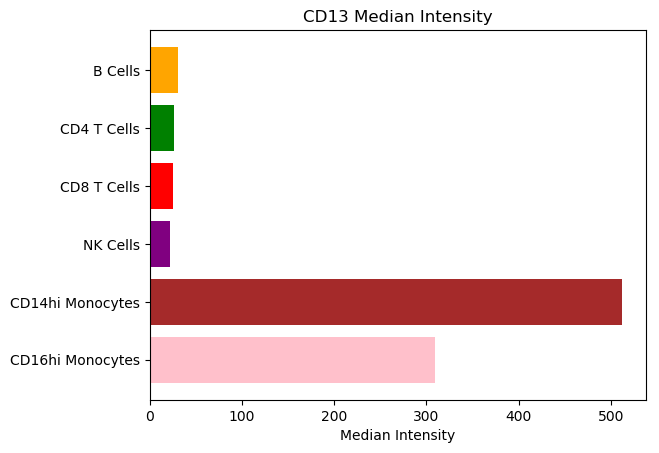 CD13 Median Intensity
B Cells
CD4 T Cells
CD8 T Cells
NK Cells
CD14hi Monocytes
CD16hi Monocytes
0 100 200 300 400 500
Median Intensity